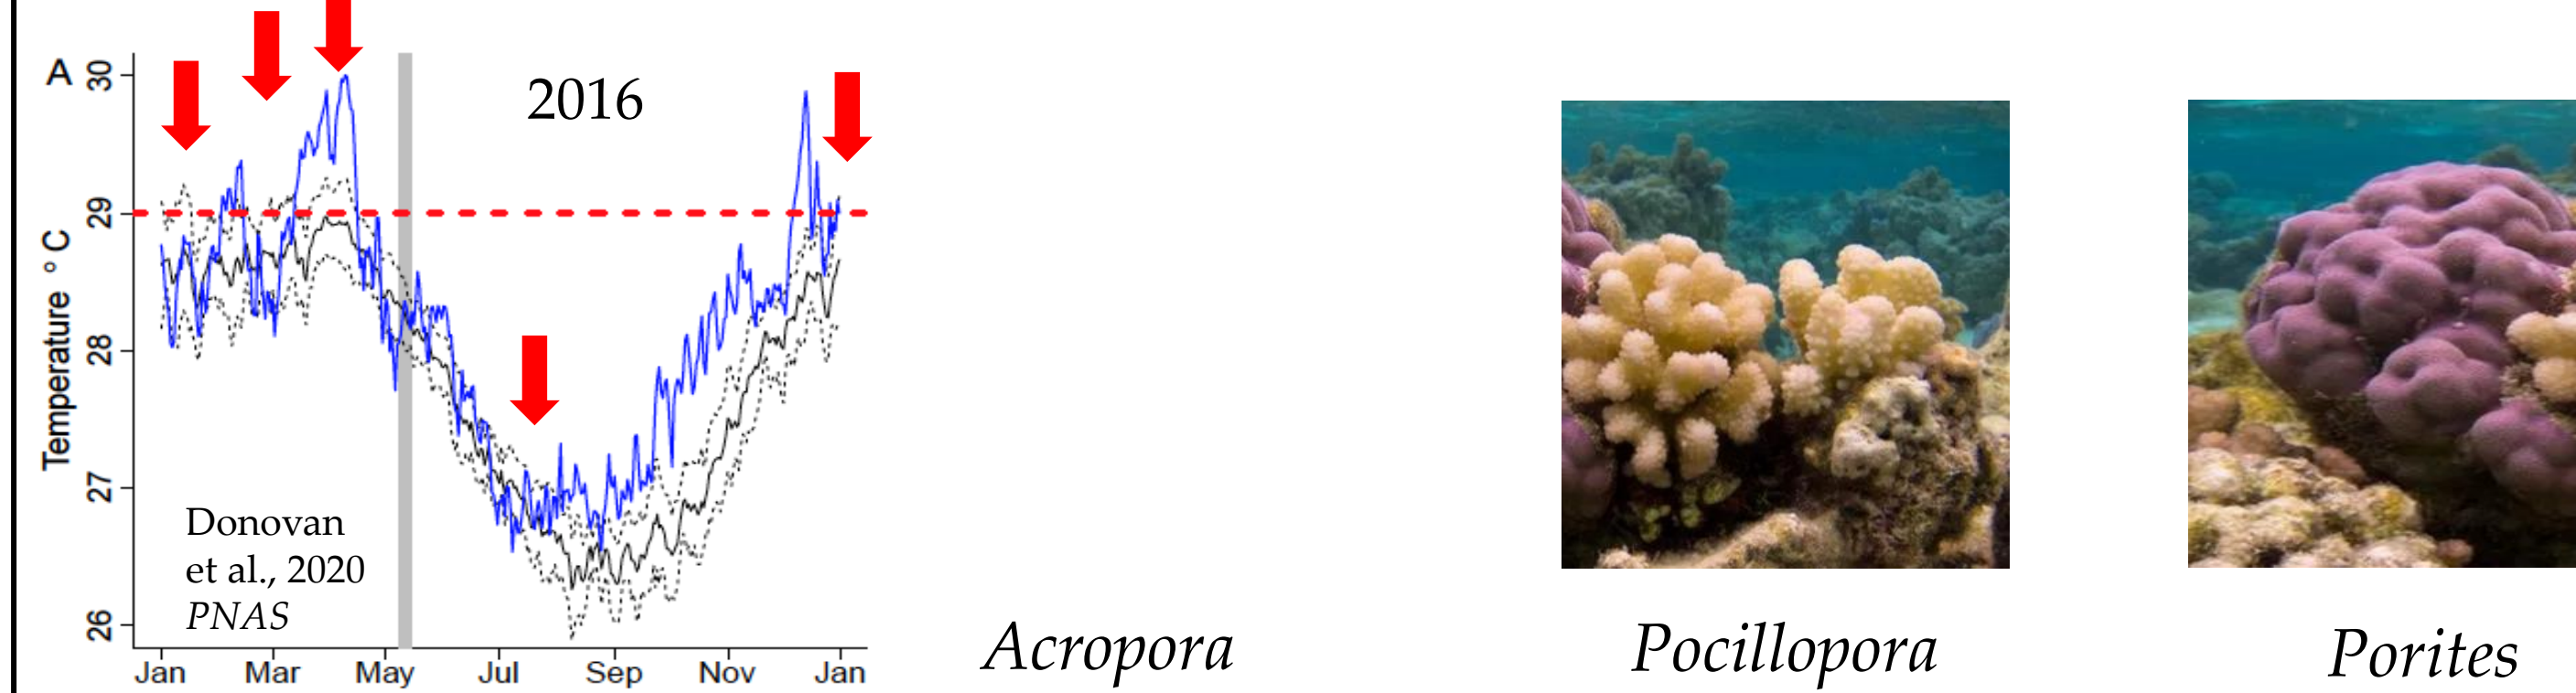 A
2016
30
29
28
27
26
Temperature ° C
Donovan
et al., 2020
PNAS
Jan Mar May Jul Sep Nov Jan
Acropora
Pocillopora
Porites